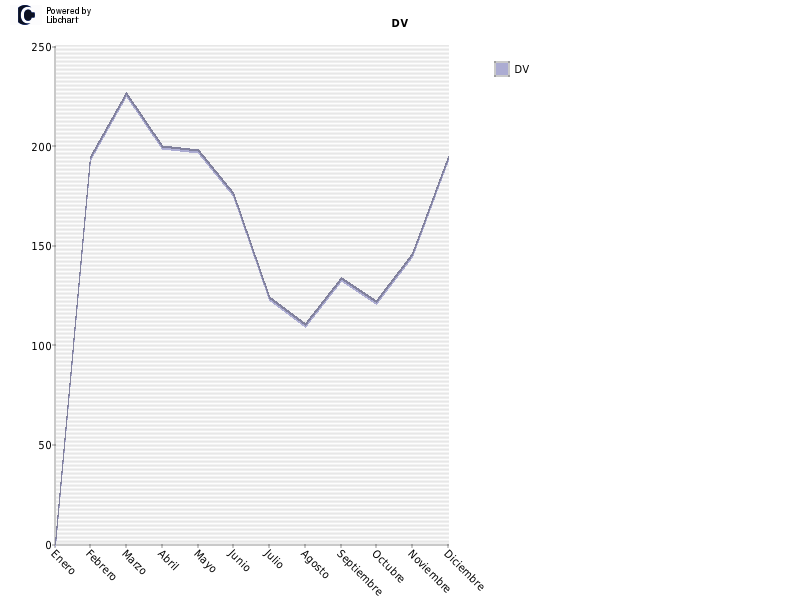 Powered by
Libchart
DV
DV
250
200
150
100
50
0
Enero
Febrero
Marzo
Abril
Mayo
Junio
Julio
Agosto
Septiembre
Octubre
Noviembre
Diciembre